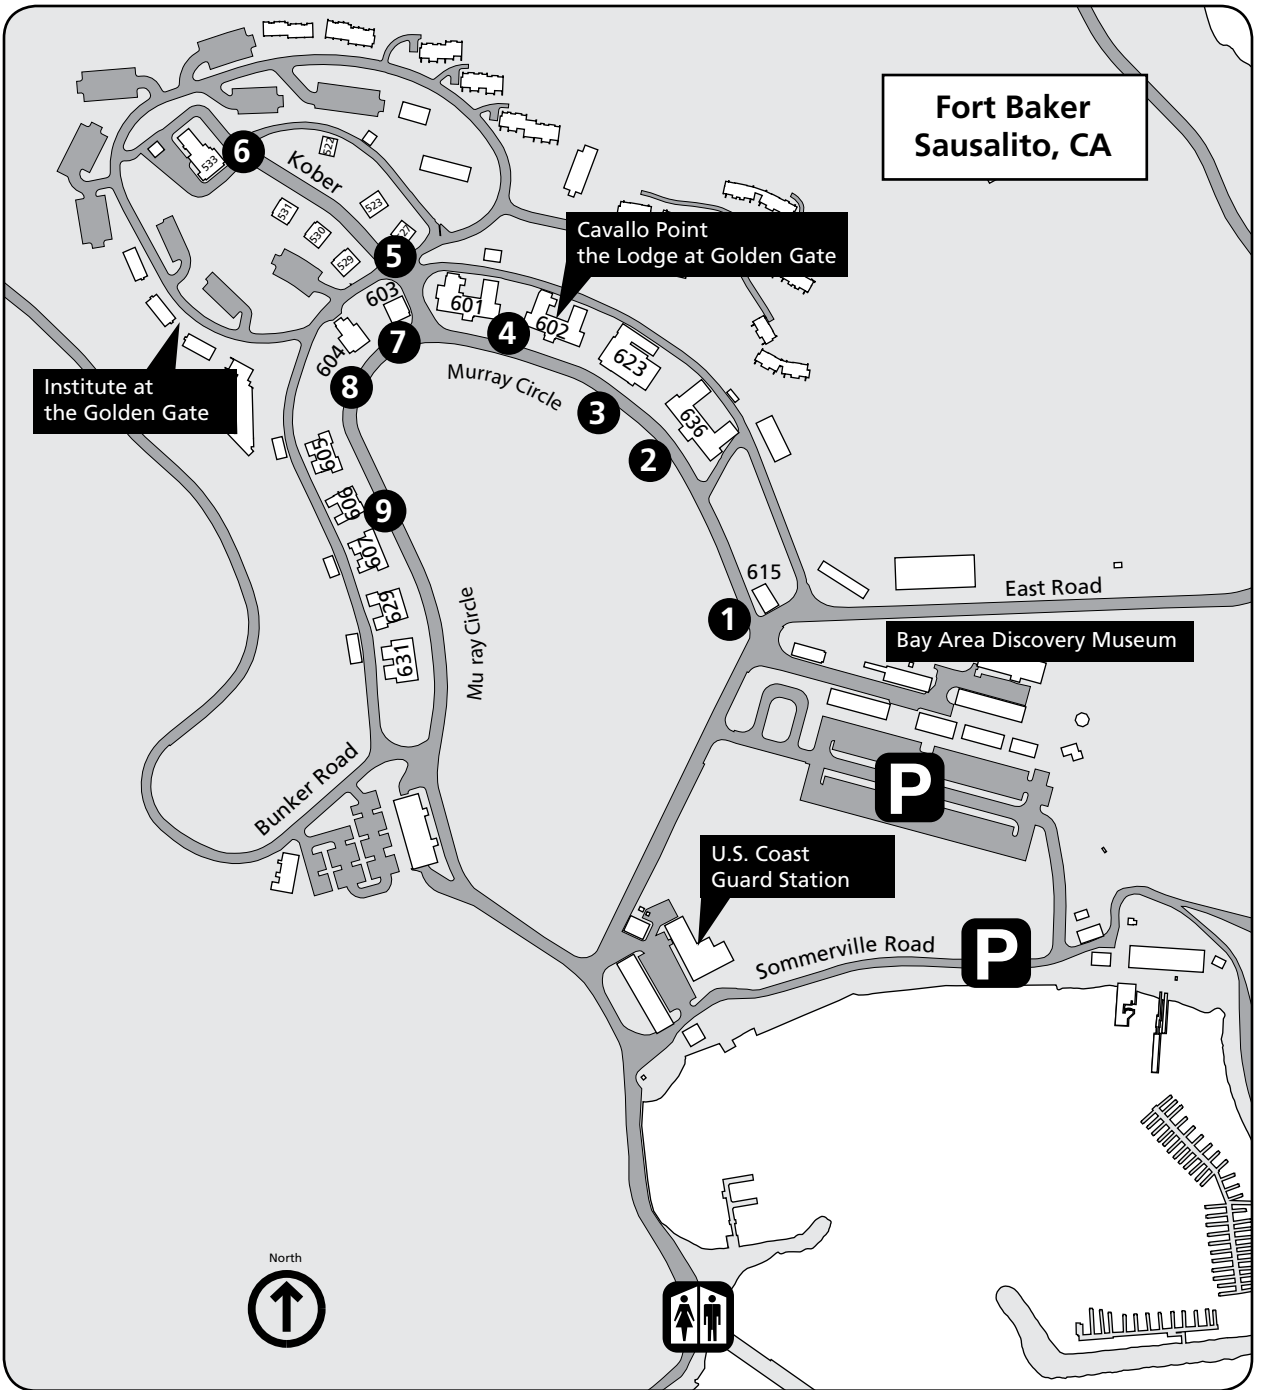 Fort Baker
Sausalito, CA
6
Kober
522
533
531
523
530
527
529
5
Cavallo Point
the Lodge at Golden Gate
603
601
602
4
7
604
623
Murray Circle
8
3
636
2
Institute at
the Golden Gate
605
606
9
607
629
631
Mu ray Circle
615
1
East Road
Bay Area Discovery Museum
P
Bunker Road
U.S. Coast
Guard Station
Sommerville Road
P
North